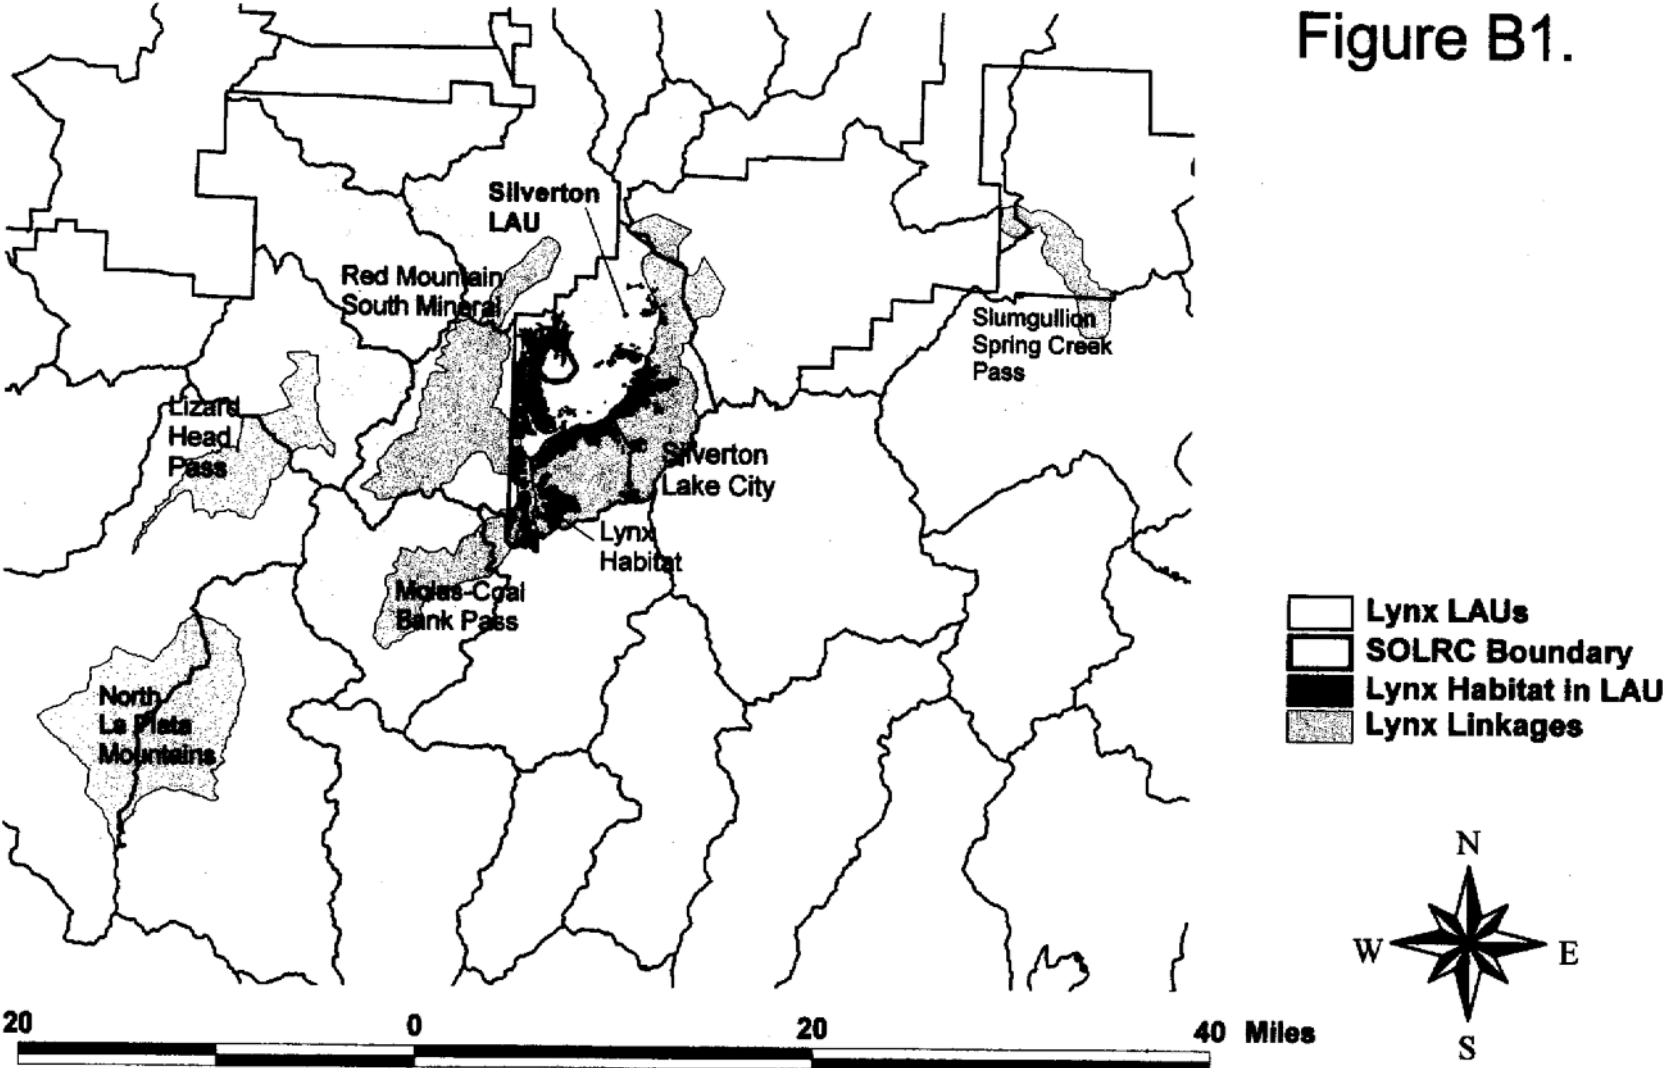 Figure B1.
Silverton
LAU
Red Mountain
South Mineral
Slumgullion
Spring Creek
Pass
Lizard
Head
Pass
Silverton
Lake City
Lynx
Habitat
Molas-Coal
Bank Pass
North
La Plata
Mountains
Lynx LAUs
SOLRC Boundary
Lynx Habitat in LAU
Lynx Linkages
N
W
E
S
20
0
20
40 Miles